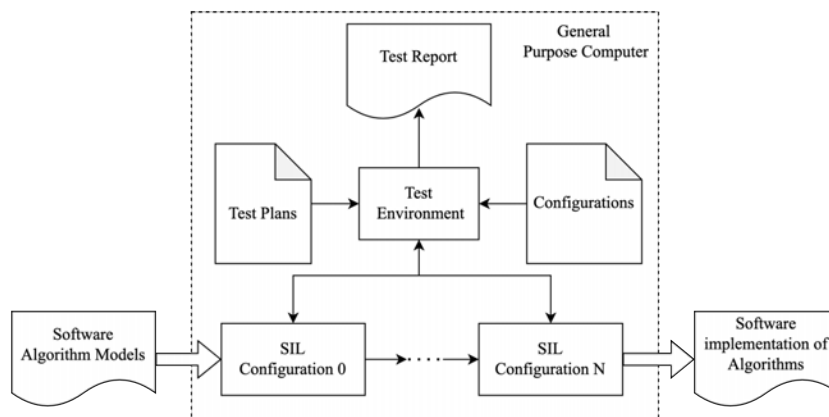 General
Purpose Computer
Test Report
Test Plans
Test
Environment
Configurations
Software
Algorithm Models
SIL
Configuration 0
SIL
Configuration N
Software
implementation of
Algorithms